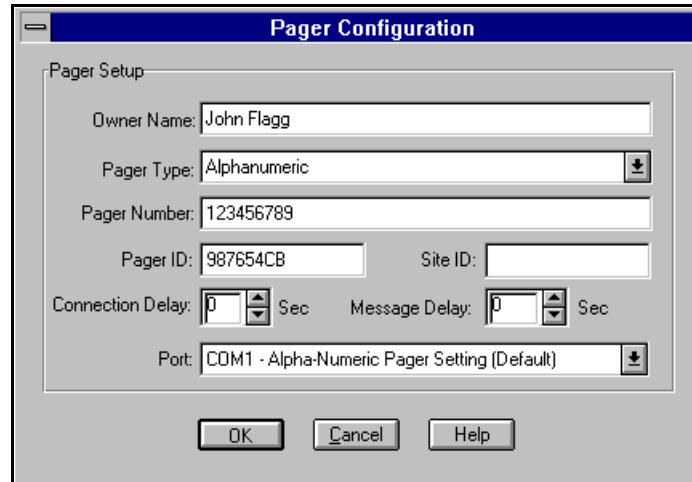 Pager Configuration
Pager Setup
Owner Name: John Flagg
Pager Type: Alphanumeric
Pager Number: 123456789
Pager ID: 987654CB Site ID:
Connection Delay: 0 Sec Message Delay: 0 Sec
Port: COM1 - Alpha-Numeric Pager Setting (Default)
OK Cancel Help